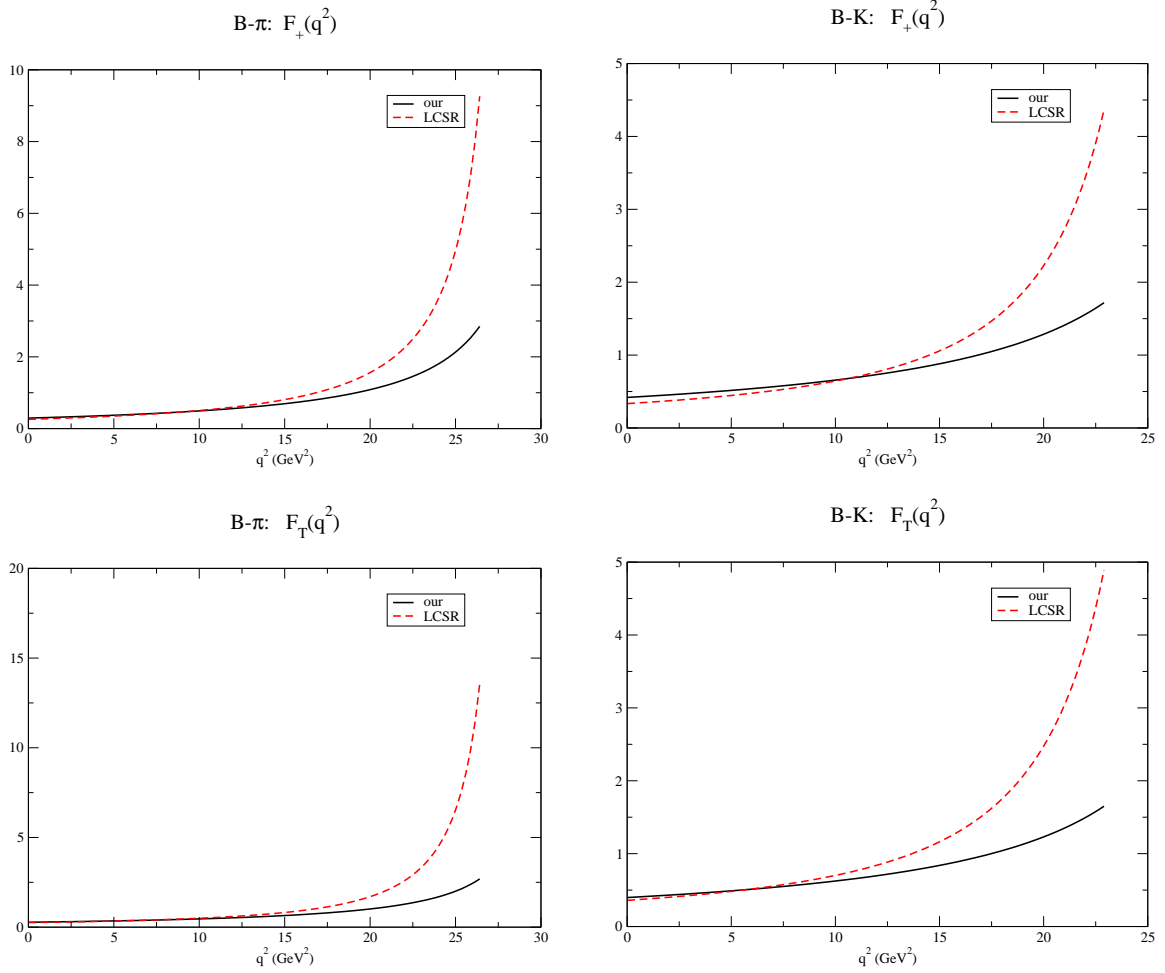 B-π: F₊(q²)
10
8
6
4
2
0
0 5 10 15 20 25 30
q² (GeV²)
our
LCSR
B-K: F₊(q²)
5
4
3
2
1
0
0 5 10 15 20 25
q² (GeV²)
our
LCSR
B-π: F_T(q²)
20
15
10
5
0
0 5 10 15 20 25 30
q² (GeV²)
our
LCSR
B-K: F_T(q²)
5
4
3
2
1
0
0 5 10 15 20 25
q² (GeV²)
our
LCSR